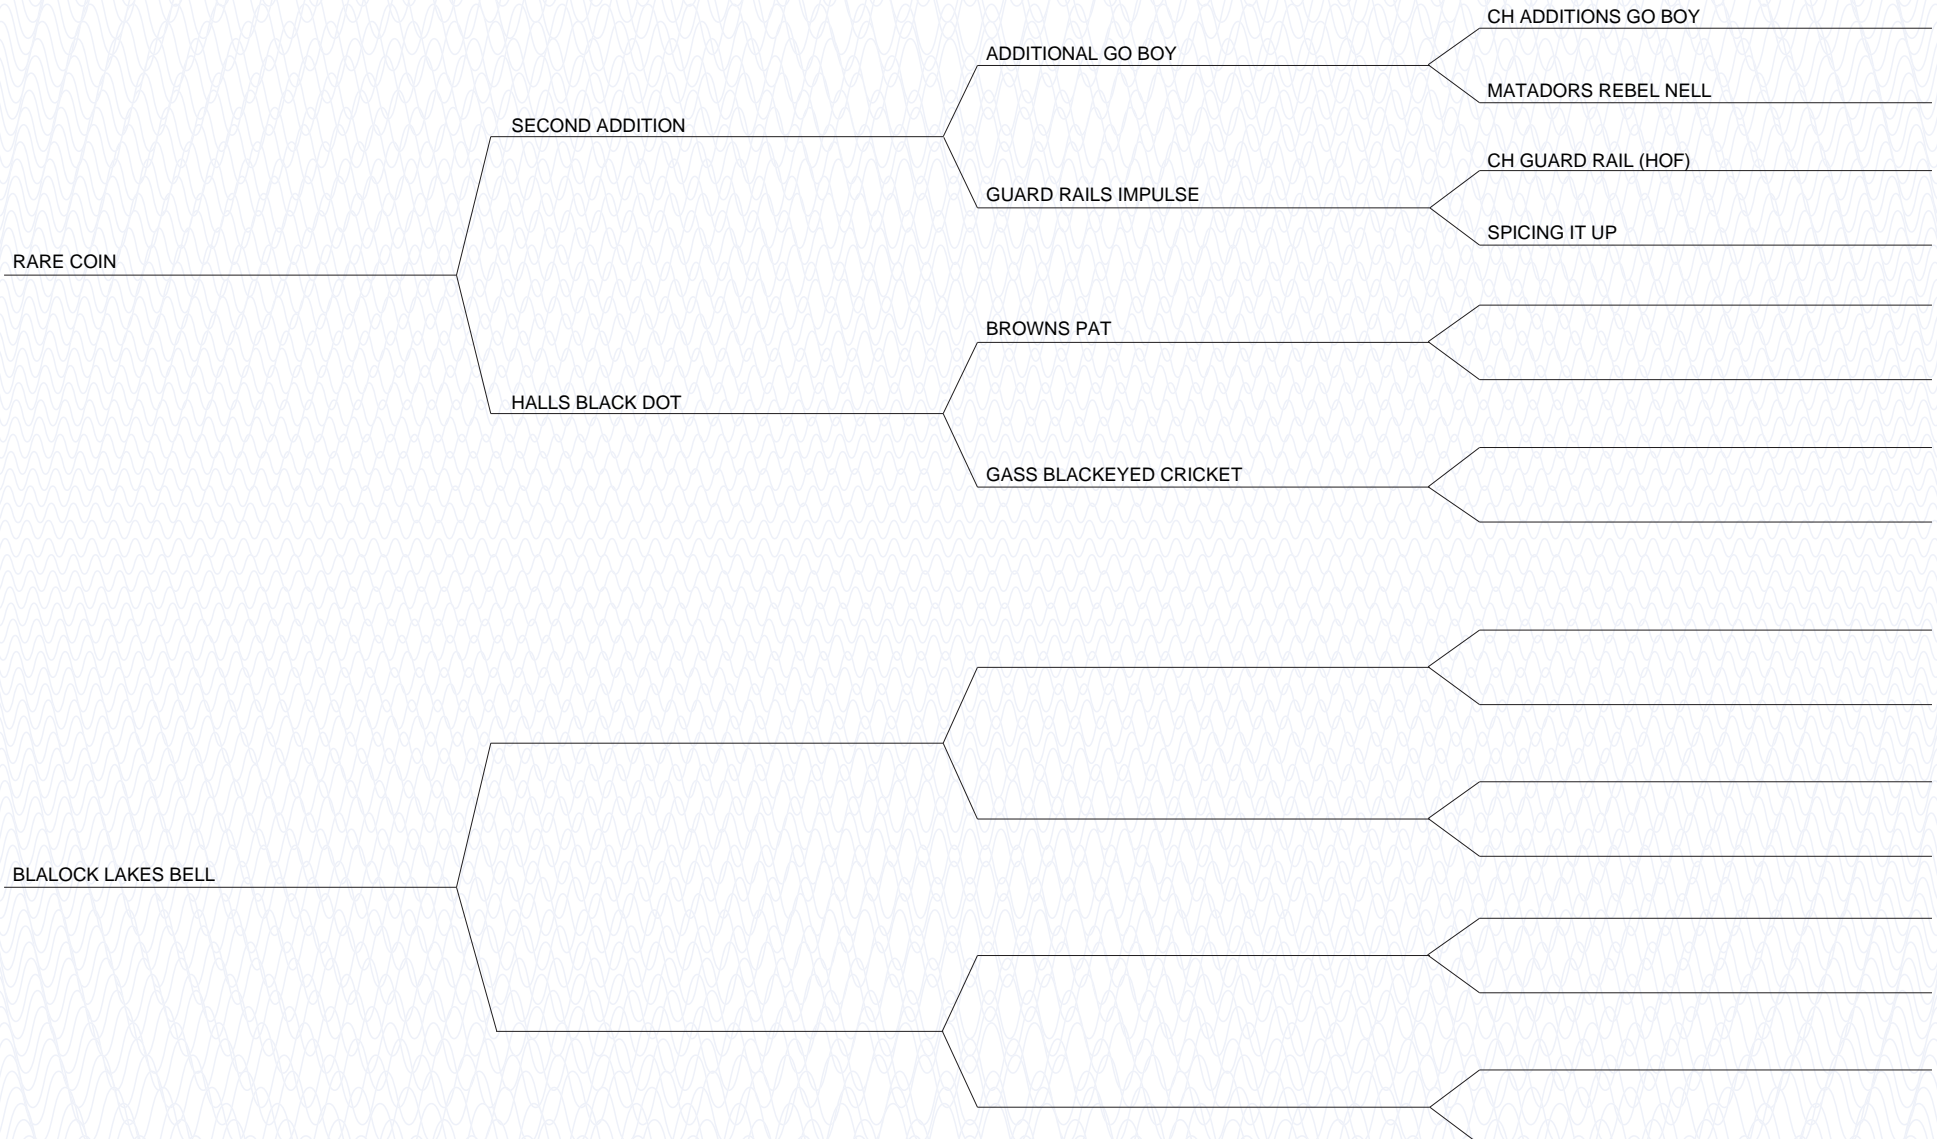 CH ADDITIONS GO BOY
ADDITIONAL GO BOY
MATADORS REBEL NELL
SECOND ADDITION
CH GUARD RAIL (HOF)
GUARD RAILS IMPULSE
SPICING IT UP
RARE COIN
BROWNS PAT
HALLS BLACK DOT
GASS BLACKEYED CRICKET
BLALOCK LAKES BELL